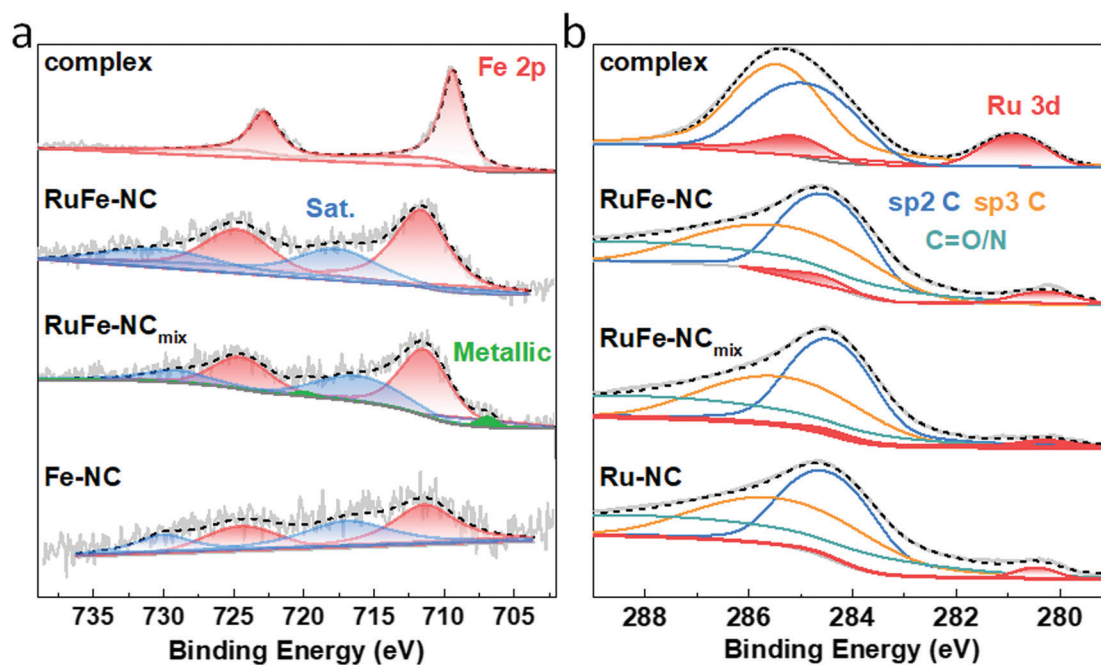 a
complex
Fe 2p
RuFe-NC
Sat.
RuFe-NCmix
Metallic
Fe-NC
735 730 725 720 715 710 705
Binding Energy (eV)
b
complex
Ru 3d
RuFe-NC
sp2 C sp3 C
C=O/N
RuFe-NCmix
Ru-NC
288 286 284 282 280
Binding Energy (eV)